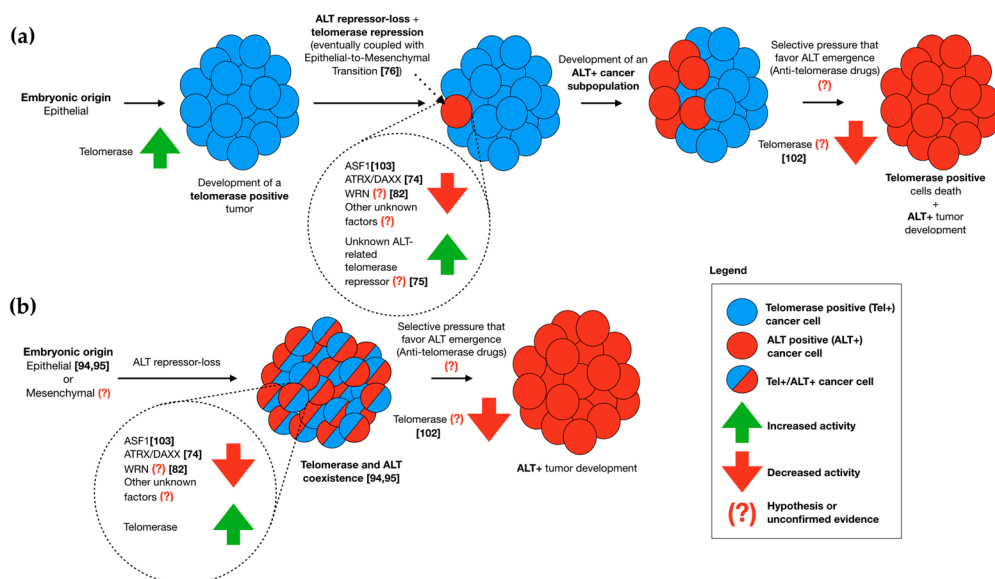 (a)
Embryonic origin
Epithelial
Telomerase
Development of a
telomerase positive
tumor
ALT repressor-loss +
telomerase repression
(eventually coupled with
Epithelial-to-Mesenchymal
Transition [76])
ASF1[103]
ATRX/DAXX [74]
WRN (?) [82]
Other unknown
factors (?)
Unknown ALT-
related
telomerase
repressor (?) [75]
Development of an
ALT+ cancer
subpopulation
Selective pressure that
favor ALT emergence
(Anti-telomerase drugs)
(?)
Telomerase (?)
[102]
Telomerase positive
cells death
+
ALT+ tumor
development
(b)
Embryonic origin
Epithelial [94,95]
or
Mesenchymal (?)
ALT repressor-loss
ASF1[103]
ATRX/DAXX [74]
WRN (?) [82]
Other unknown
factors (?)
Telomerase
Telomerase and ALT
coexistence [94,95]
Selective pressure that
favor ALT emergence
(Anti-telomerase drugs)
(?)
Telomerase (?)
[102]
ALT+ tumor development
Legend
Telomerase positive (Tel+)
cancer cell
ALT positive (ALT+)
cancer cell
Tel+/ALT+ cancer cell
Increased activity
Decreased activity
(?)
Hypothesis or
unconfirmed evidence